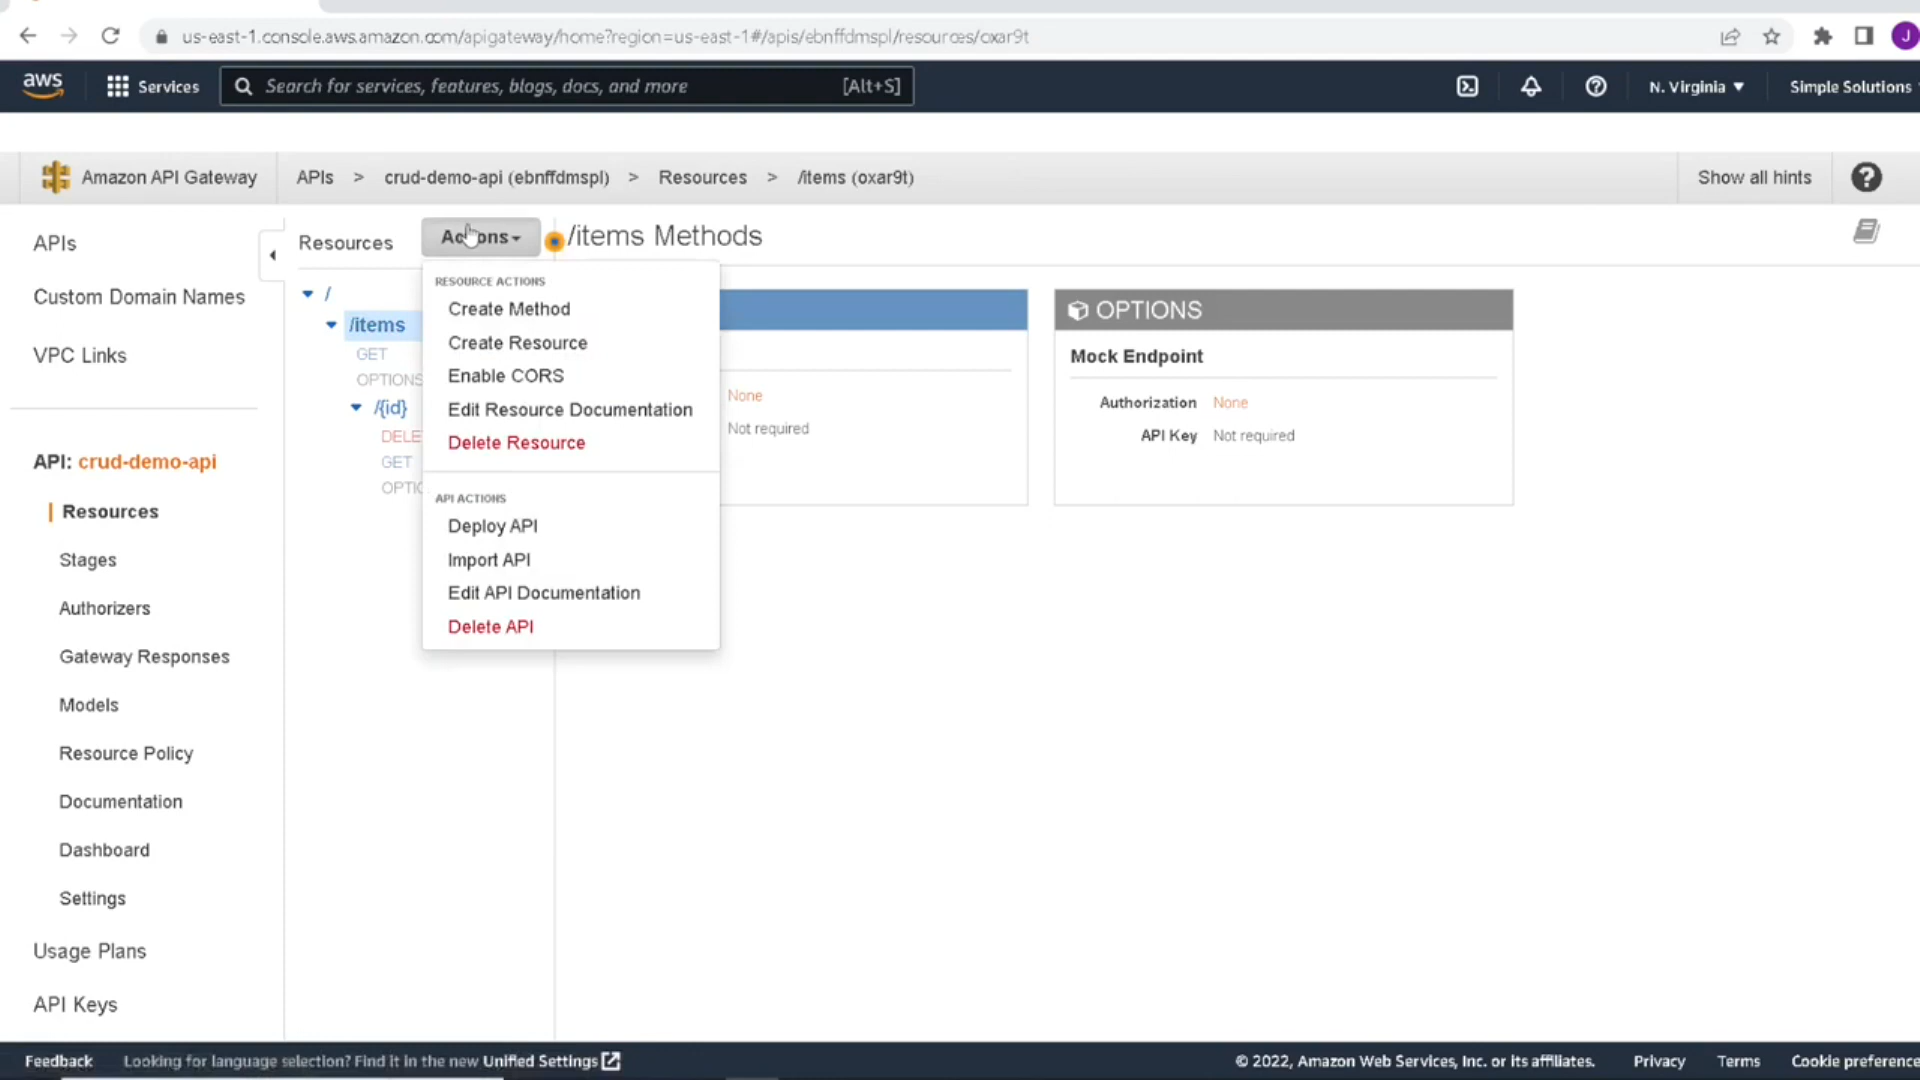 us-east-1.console.aws.amazon.com/apigateway/home?region=us-east-1#/apis/ebnffdmspl/resources/oxar9t
J
aws
Services
Search for services, features, blogs, docs, and more
[Alt+S]
N. Virginia
Simple Solutions
Amazon API Gateway
APIs > crud-demo-api (ebnffdmspl) > Resources > /items (oxar9t)
Show all hints
APIs
Custom Domain Names
VPC Links
API: crud-demo-api
Resources
Stages
Authorizers
Gateway Responses
Models
Resource Policy
Documentation
Dashboard
Settings
Usage Plans
API Keys
Resources
/
/items
GET
OPTIONS
/{id}
DELE
GET
OPTIO
Actions
RESOURCE ACTIONS
Create Method
Create Resource
Enable CORS
Edit Resource Documentation
Delete Resource
API ACTIONS
Deploy API
Import API
Edit API Documentation
Delete API
/items Methods
None
Not required
OPTIONS
Mock Endpoint
Authorization None
API Key Not required
Feedback
Looking for language selection? Find it in the new Unified Settings
© 2022, Amazon Web Services, Inc. or its affiliates.
Privacy
Terms
Cookie preference